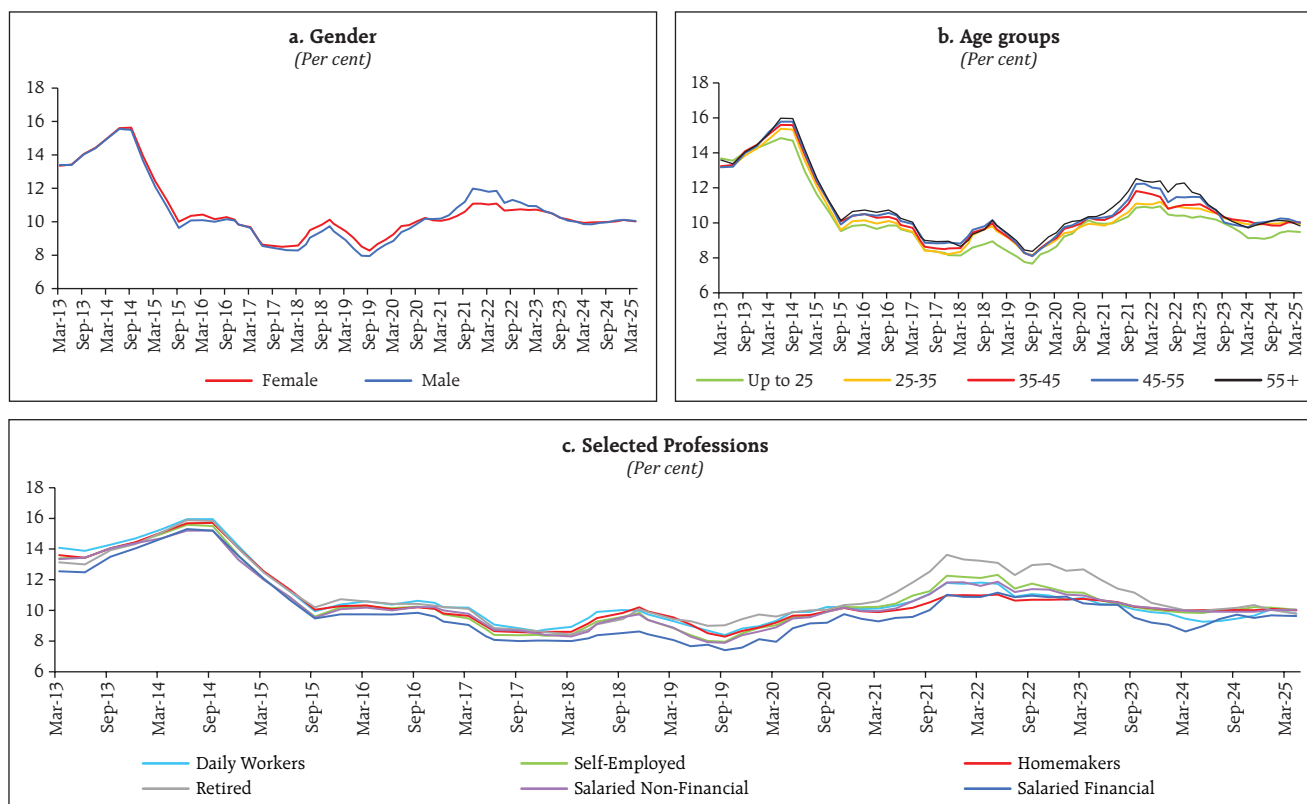 a. Gender
(Per cent)
18
16
14
12
10
8
6
Mar-13
Sep-13
Mar-14
Sep-14
Mar-15
Sep-15
Mar-16
Sep-16
Mar-17
Sep-17
Mar-18
Sep-18
Mar-19
Sep-19
Mar-20
Sep-20
Mar-21
Sep-21
Mar-22
Sep-22
Mar-23
Sep-23
Mar-24
Sep-24
Mar-25
Female Male
b. Age groups
(Per cent)
18
16
14
12
10
8
6
Mar-13
Sep-13
Mar-14
Sep-14
Mar-15
Sep-15
Mar-16
Sep-16
Mar-17
Sep-17
Mar-18
Sep-18
Mar-19
Sep-19
Mar-20
Sep-20
Mar-21
Sep-21
Mar-22
Sep-22
Mar-23
Sep-23
Mar-24
Sep-24
Mar-25
Up to 25 25-35 35-45 45-55 55+
c. Selected Professions
(Per cent)
18
16
14
12
10
8
6
Mar-13
Sep-13
Mar-14
Sep-14
Mar-15
Sep-15
Mar-16
Sep-16
Mar-17
Sep-17
Mar-18
Sep-18
Mar-19
Sep-19
Mar-20
Sep-20
Mar-21
Sep-21
Mar-22
Sep-22
Mar-23
Sep-23
Mar-24
Sep-24
Mar-25
Daily Workers Self-Employed Homemakers
Retired Salaried Non-Financial Salaried Financial